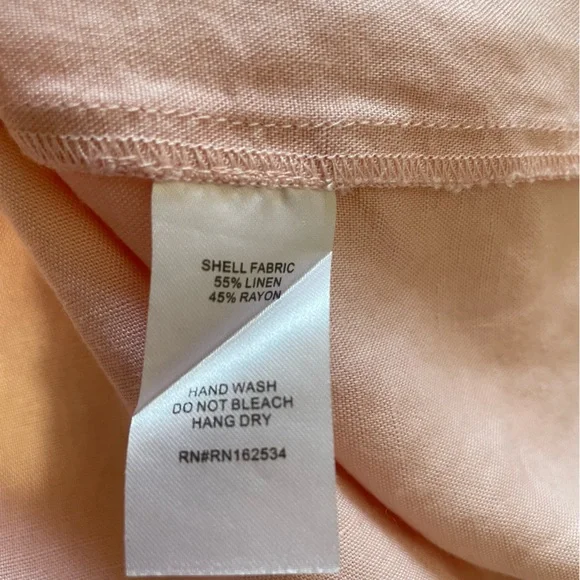 SHELL FABRIC
55% LINEN
45% RAYON
HAND WASH
DO NOT BLEACH
HANG DRY
RN#RN162534